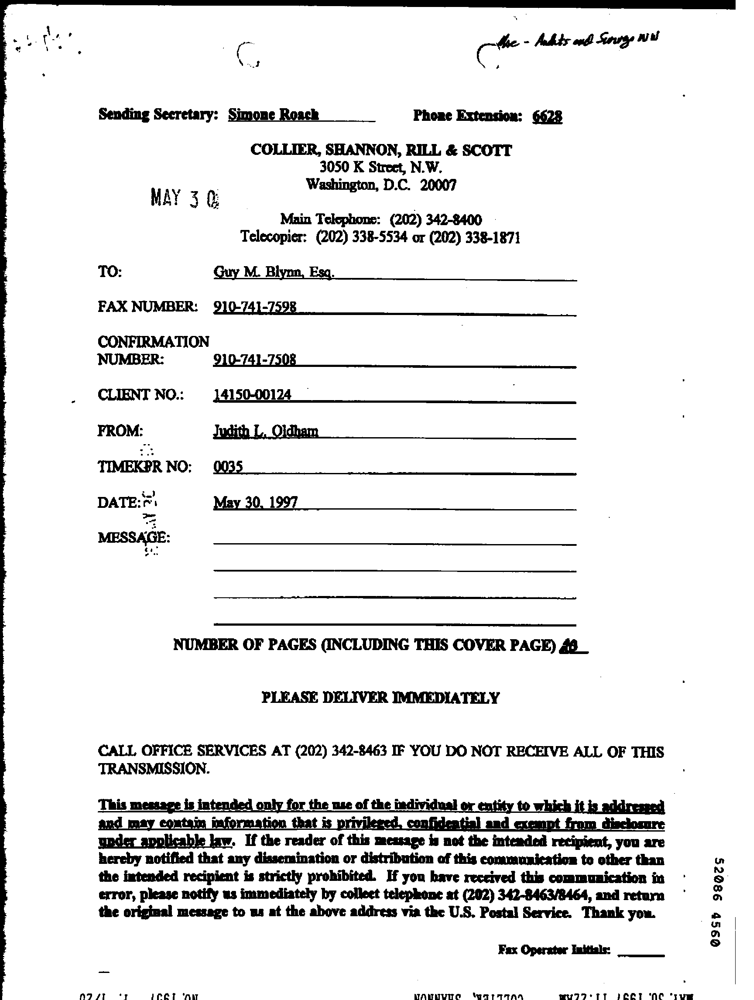 Sending Secretary: Simone Roach Phone Extension: 6628
COLLIER, SHANNON, RILL & SCOTT
3050 K Street, N.W.
Washington, D.C. 20007
MAY 30
Main Telephone: (202) 342-8400
Telecopier: (202) 338-5534 or (202) 338-1871
TO: Guy M. Blynn, Esq.
FAX NUMBER: 910-741-7598
CONFIRMATION
NUMBER: 910-741-7508
CLIENT NO.: 14150-00124
FROM: Judith L. Oldham
TIMEKPR NO: 0035
DATE: May 30, 1997
MESSAGE:
NUMBER OF PAGES (INCLUDING THIS COVER PAGE)
PLEASE DELIVER IMMEDIATELY
CALL OFFICE SERVICES AT (202) 342-8463 IF YOU DO NOT RECEIVE ALL OF THIS
TRANSMISSION.
This message is intended only for the use of the individual or entity to which it is addressed
and may contain information that is privileged, confidential and exempt from disclosure
under applicable law. If the reader of this message is not the intended recipient, you are
hereby notified that any dissemination or distribution of this communication to other than
the intended recipient is strictly prohibited. If you have received this communication in
error, please notify us immediately by collect telephone at (202) 342-8463/8464, and return
the original message to us at the above address via the U.S. Postal Service. Thank you.
Fax Operator Initials:
52086 4560